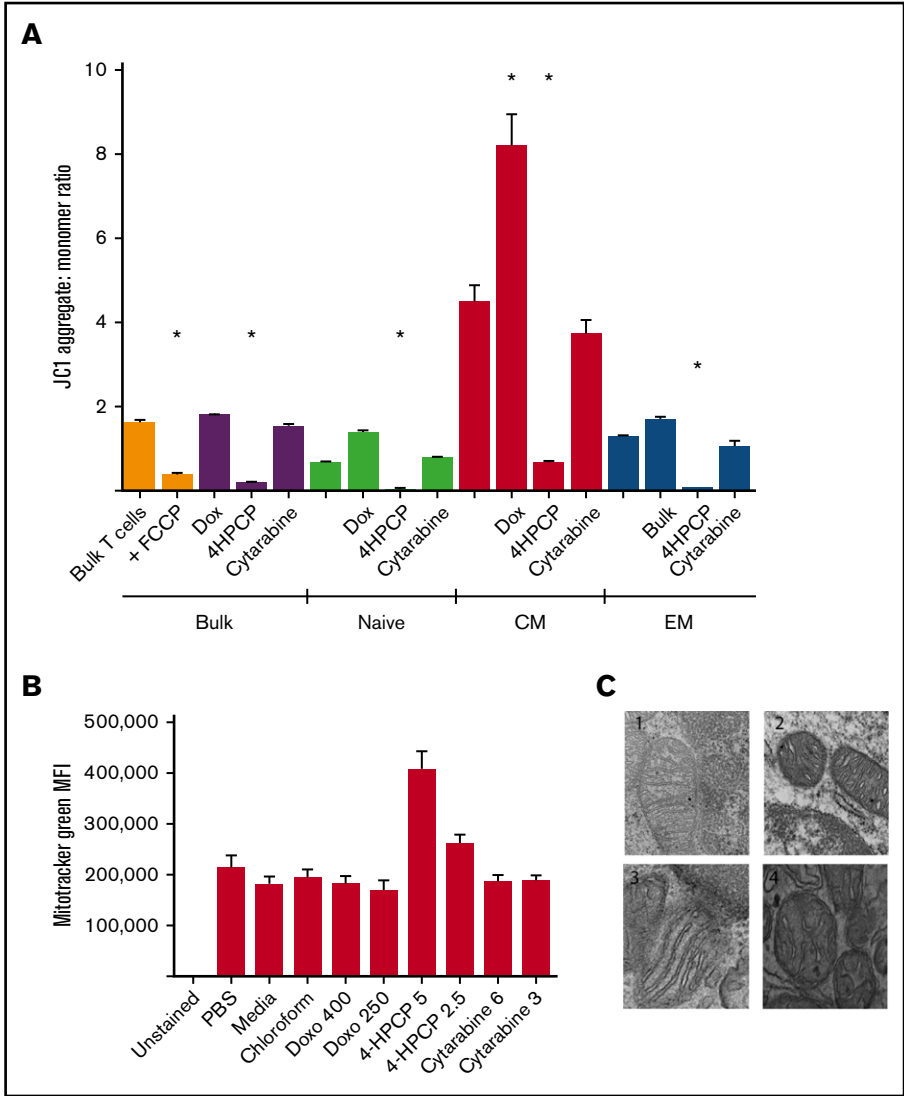 A
JC1 aggregate: monomer ratio
10
8
6
4
2
* * * * * *
Bulk T cells
+ FCCP
Dox
4HPCP
Cytarabine
Dox
4HPCP
Cytarabine
Dox
4HPCP
Cytarabine
Bulk
4HPCP
Cytarabine
Bulk Naive CM EM
B
Mitotracker green MFI
500,000
400,000
300,000
200,000
100,000
Unstained
PBS
Media
Chloroform
Doxo 400
Doxo 250
4-HPCP 5
4-HPCP 2.5
Cytarabine 6
Cytarabine 3
C
1 2
3 4